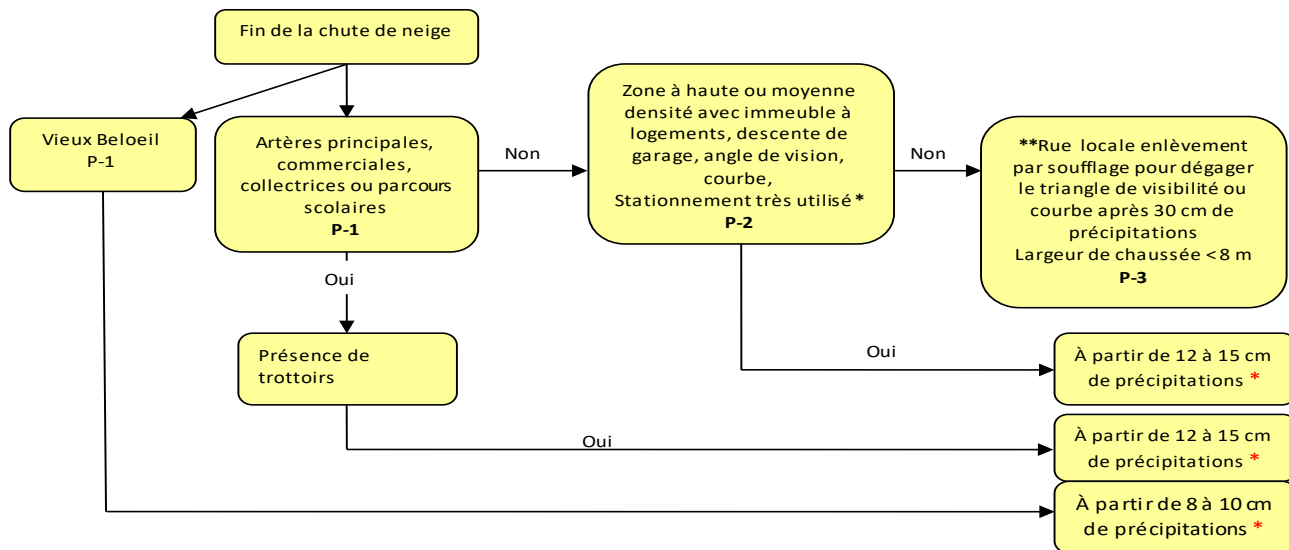 Fin de la chute de neige
Vieux Beloeil
P-1
Artères principales,
commerciales,
collectrices ou parcours
scolaires
P-1
Non
Zone à haute ou moyenne
densité avec immeuble à
logements, descente de
garage, angle de vision,
courbe,
Stationnement très utilisé *
P-2
Non
**Rue locale enlèvement
par soufflage pour dégager
le triangle de visibilité ou
courbe après 30 cm de
précipitations
Largeur de chaussée < 8 m
P-3
Oui
Présence de
trottoirs
Oui
À partir de 12 à 15 cm
de précipitations *
Oui
À partir de 12 à 15 cm
de précipitations *
À partir de 8 à 10 cm
de précipitations *